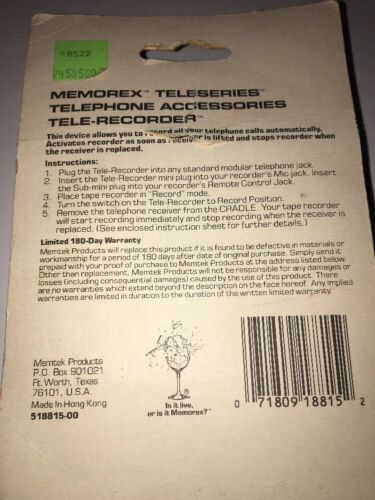 48522
MEMOREX™ TELESERIES™
TELEPHONE ACCESSORIES
TELE-RECORDER™
This device allows you to record all your telephone calls automatically.
Activates recorder as soon as receiver is lifted and stops recorder when
the receiver is replaced.
Instructions:
1. Plug the Tele-Recorder into any standard modular telephone jack.
2. Insert the Tele-Recorder mini plug into your recorder's Mic jack. Insert
the Sub-mini plug into your recorder's Remote Control Jack.
3. Place tape recorder in "Record" mode.
4. Turn the switch on the Tele-Recorder to Record Position.
5. Remove the telephone receiver from the CRADLE. Your tape recorder
will start recording immediately and stop recording when the receiver is
replaced. (See enclosed instruction sheet for further details.)
Limited 180-Day Warranty
Memtek Products will replace this product if it is found to be defective in materials or
workmanship for a period of 180 days after date of original purchase. Simply send it
prepaid with your proof of purchase to Memtek Products at the address listed below.
Other than replacement, Memtek Products will not be responsible for any damages or
losses (including consequential damages) caused by the use of this product. There
are no warranties which extend beyond the description on the face hereof. Any implied
warranties are limited in duration to the duration of the written limited warranty.
Memtek Products
P.O. Box 901021
Ft. Worth, Texas
76101, U.S.A.
Made in Hong Kong
518815-00
Is it live,
or is it Memorex?™
0 71809 18815 2